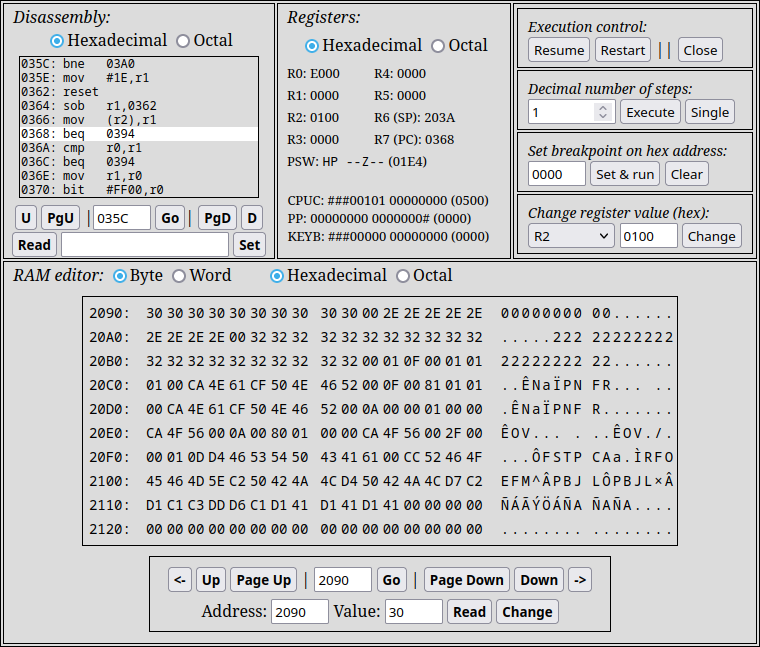 Disassembly:
Hexadecimal Octal
035C: bne 03A0
035E: mov #1E,r1
0362: reset
0364: sob r1,0362
0366: mov (r2),r1
0368: beq 0394
036A: cmp r0,r1
036C: beq 0394
036E: mov r1,r0
0370: bit #FF00,r0
U PgU | 035C Go | PgD D
Read Set
Registers:
Hexadecimal Octal
R0: E000 R4: 0000
R1: 0000 R5: 0000
R2: 0100 R6 (SP): 203A
R3: 0000 R7 (PC): 0368
PSW: HP --Z-- (01E4)
CPUC: ###00101 00000000 (0500)
PP: 00000000 0000000# (0000)
KEYB: ###00000 00000000 (0000)
Execution control:
Resume Restart || Close
Decimal number of steps:
1 Execute Single
Set breakpoint on hex address:
0000 Set & run Clear
Change register value (hex):
R2 0100 Change
RAM editor: Byte Word Hexadecimal Octal
2090: 30 30 30 30 30 30 30 30 30 30 00 2E 2E 2E 2E 2E 00000000 00......
20A0: 2E 2E 2E 2E 00 32 32 32 32 32 32 32 32 32 32 32 .....222 22222222
20B0: 32 32 32 32 32 32 32 32 32 32 00 01 0F 00 01 01 22222222 22......
20C0: 01 00 CA 4E 61 CF 50 4E 46 52 00 0F 00 81 01 01 ..ÊNaÏPN FR... ..
20D0: 00 CA 4E 61 CF 50 4E 46 52 00 0A 00 00 01 00 00 .ÊNaÏPNF R.......
20E0: CA 4F 56 00 0A 00 80 01 00 00 CA 4F 56 00 2F 00 ÊOV... . ..ÊOV./.
20F0: 00 01 0D D4 46 53 54 50 43 41 61 00 CC 52 46 4F ...ÔFSTP CAa.ÌRFO
2100: 45 46 4D 5E C2 50 42 4A 4C D4 50 42 4A 4C D7 C2 EFM^ÂPBJ LÔPBJL×Â
2110: D1 C1 C3 DD D6 C1 D1 41 D1 41 D1 41 00 00 00 00 ÑÁÃÝÖÁÑA ÑAÑA....
2120: 00 00 00 00 00 00 00 00 00 00 00 00 00 00 00 00 ........ ........
<- Up Page Up | 2090 Go | Page Down Down ->
Address: 2090 Value: 30 Read Change